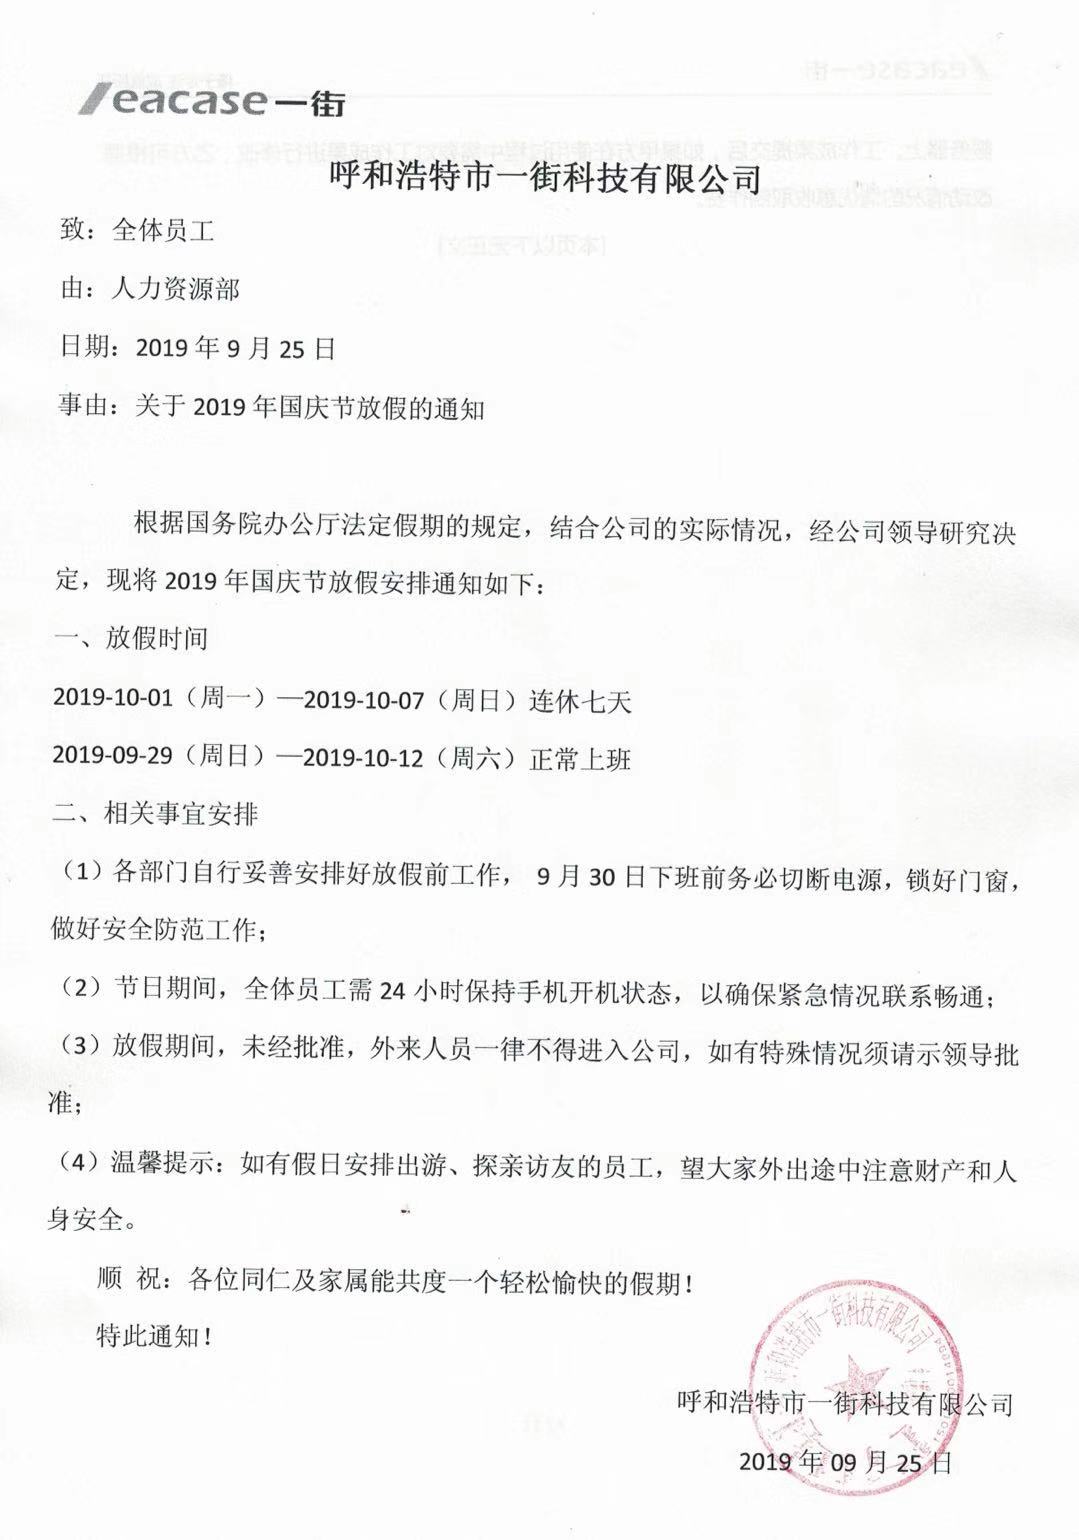 eacase一街
呼和浩特市一街科技有限公司
致：全体员工
由：人力资源部
日期：2019 年 9 月 25 日
事由：关于 2019 年国庆节放假的通知
根据国务院办公厅法定假期的规定，结合公司的实际情况，经公司领导研究决
定，现将 2019 年国庆节放假安排通知如下：
一、放假时间
2019-10-01（周一）—2019-10-07（周日）连休七天
2019-09-29（周日）—2019-10-12（周六）正常上班
二、相关事宜安排
（1）各部门自行妥善安排好放假前工作， 9 月 30 日下班前务必切断电源，锁好门窗，
做好安全防范工作；
（2）节日期间，全体员工需 24 小时保持手机开机状态，以确保紧急情况联系畅通；
（3）放假期间，未经批准，外来人员一律不得进入公司，如有特殊情况须请示领导批
准；
（4）温馨提示：如有假日安排出游、探亲访友的员工，望大家外出途中注意财产和人
身安全。
顺 祝：各位同仁及家属能共度一个轻松愉快的假期！
特此通知！
呼和浩特市一街科技有限公司
呼和浩特市一街科技有限公司
2019 年 09 月 25 日